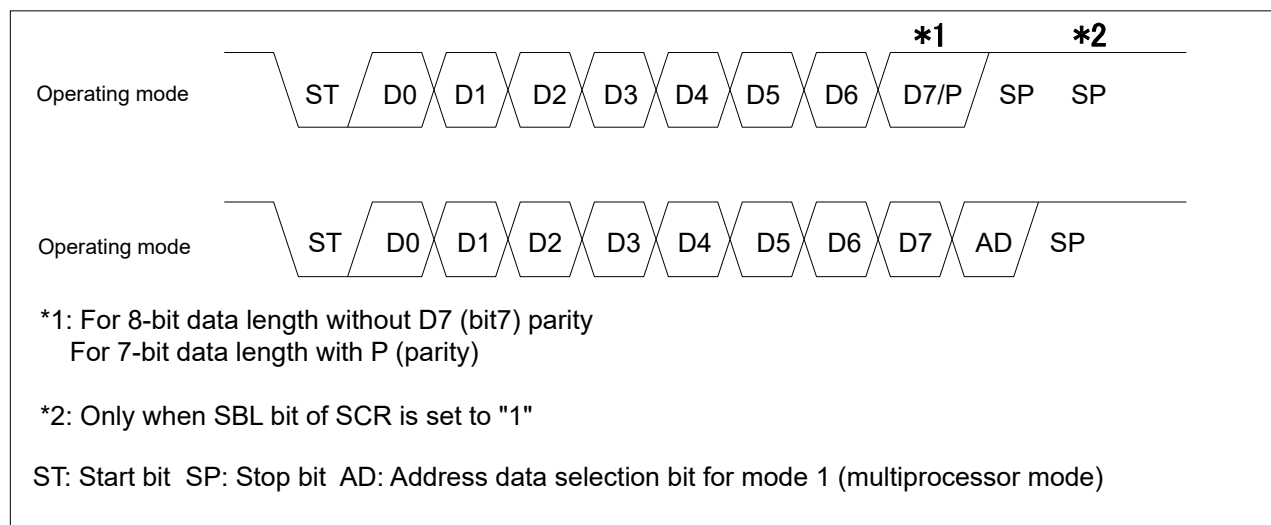 *1 *2
Operating mode ST D0 D1 D2 D3 D4 D5 D6 D7/P SP SP
Operating mode ST D0 D1 D2 D3 D4 D5 D6 D7 AD SP
*1: For 8-bit data length without D7 (bit7) parity
For 7-bit data length with P (parity)
*2: Only when SBL bit of SCR is set to "1"
ST: Start bit SP: Stop bit AD: Address data selection bit for mode 1 (multiprocessor mode)